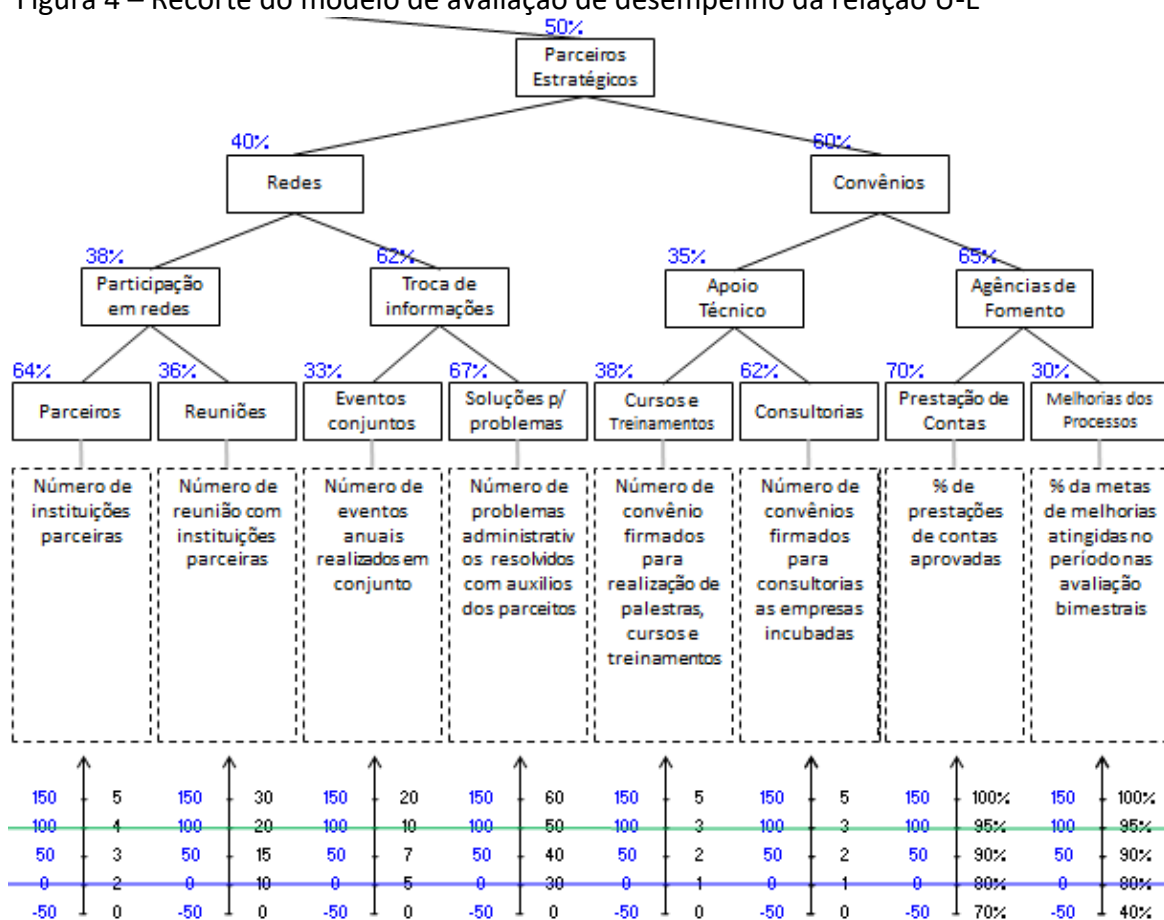 Figura 4 – Recorte do modelo de avaliação de desempenho da relação U-E
50%
Parceiros
Estratégicos
40%
60%
Redes
Convênios
38%
62%
35%
65%
Participação
em redes
Troca de
informações
Apoio
Técnico
Agências de
Fomento
64%
36%
33%
67%
38%
62%
70%
30%
Parceiros
Reuniões
Eventos
conjuntos
Soluções p/
problemas
Cursos e
Treinamentos
Consultorias
Prestação de
Contas
Melhorias dos
Processos
Número de
instituições
parceiras
Número de
reunião com
instituições
parceiras
Número de
eventos
anuais
realizados em
conjunto
Número de
problemas
administrativ
os resolvidos
com auxilios
dos parceitos
Número de
convênio
firmados
para
realização de
palestras,
cursos e
treinamentos
Número de
convênios
firmados
para
consultorias
as empresas
incubadas
% de
prestações
de contas
aprovadas
% da metas
de melhorias
atingidas no
período nas
avaliação
bimestrais
150 5 150 30 150 20 150 60 150 5 150 5 150 100% 150 100%
100 4 100 20 100 10 100 50 100 3 100 3 100 95% 100 95%
50 3 50 15 50 7 50 40 50 2 50 2 50 90% 50 90%
0 2 0 10 0 5 0 30 0 1 0 1 0 80% 0 80%
-50 0 -50 0 -50 0 -50 0 -50 0 -50 0 -50 70% -50 40%